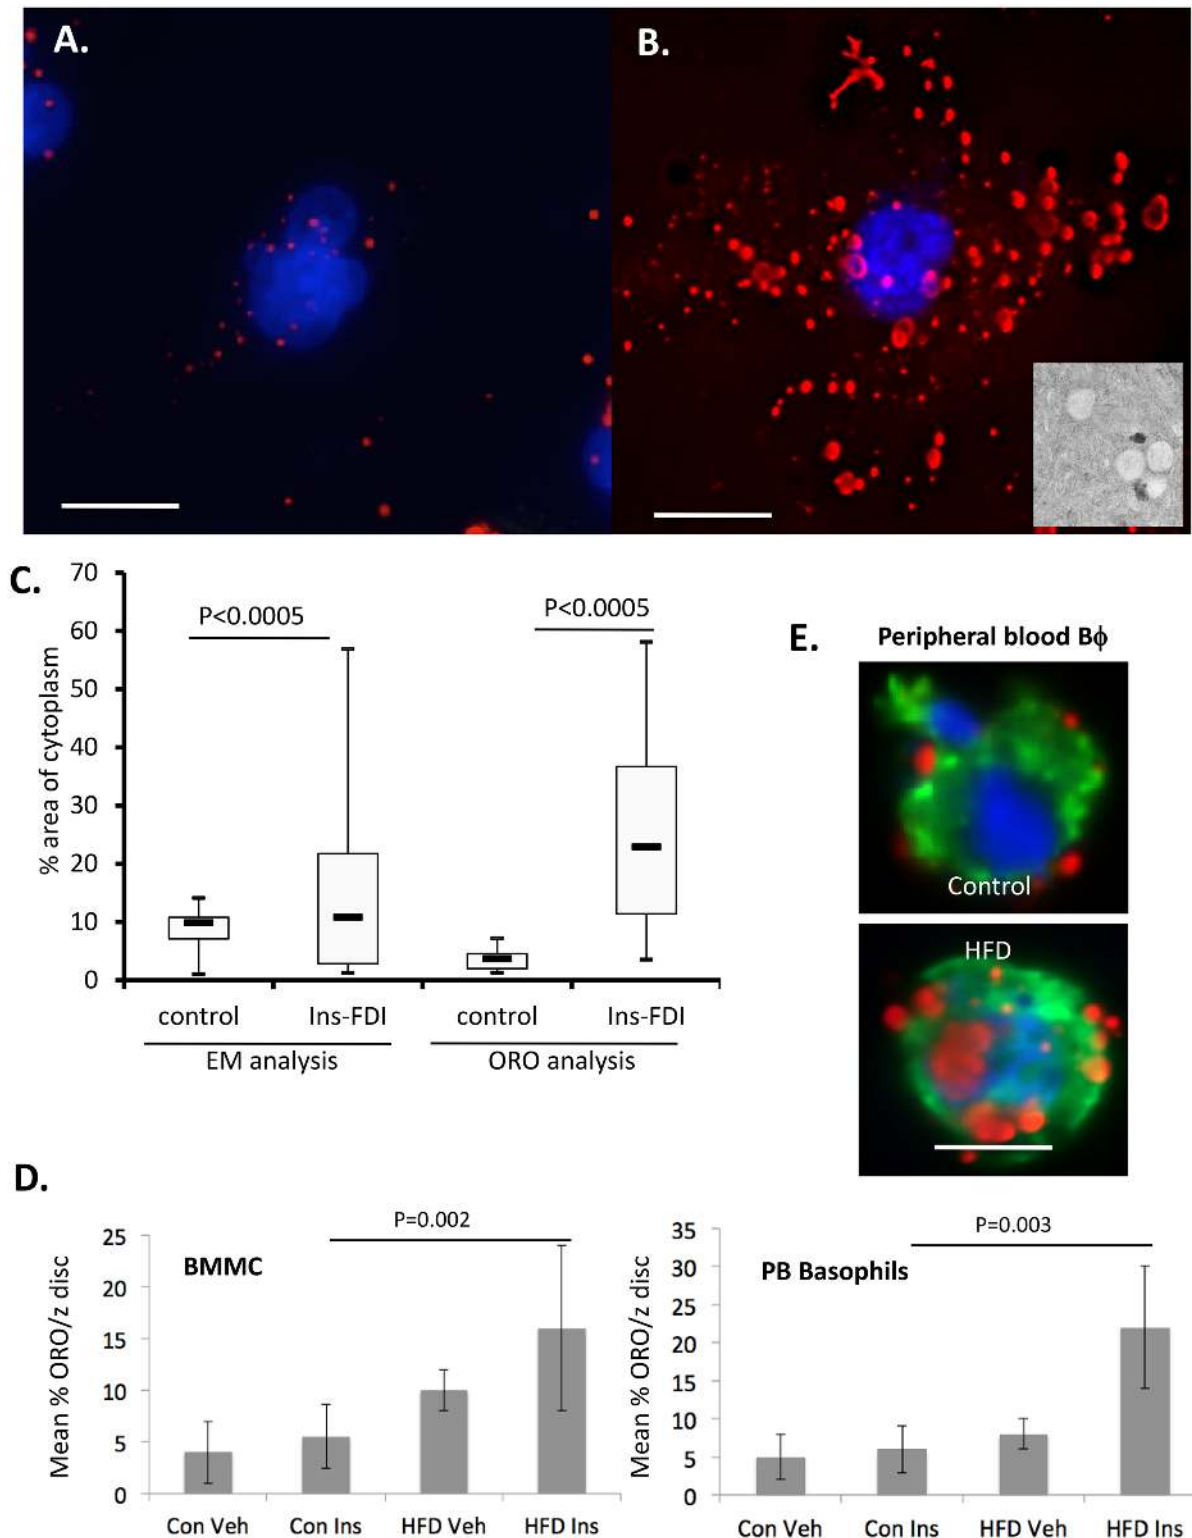 A.
B.
C.
70
60
50
40
30
20
10
0
% area of cytoplasm
P<0.0005
P<0.0005
control
Ins-FDI
control
Ins-FDI
EM analysis
ORO analysis
E.
Peripheral blood Bϕ
Control
HFD
D.
25
20
15
10
5
0
Mean % ORO/z disc
BMMC
P=0.002
Con Veh
Con Ins
HFD Veh
HFD Ins
35
30
25
20
15
10
5
0
Mean % ORO/z disc
PB Basophils
P=0.003
Con Veh
Con Ins
HFD Veh
HFD Ins